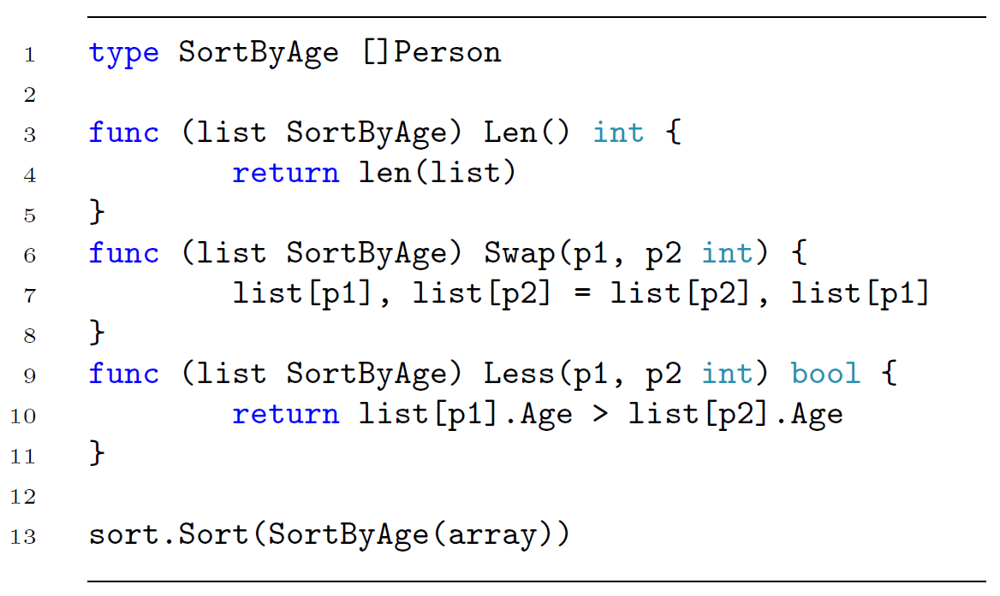 1 type SortByAge []Person
2
3 func (list SortByAge) Len() int {
4         return len(list)
5 }
6 func (list SortByAge) Swap(p1, p2 int) {
7         list[p1], list[p2] = list[p2], list[p1]
8 }
9 func (list SortByAge) Less(p1, p2 int) bool {
10         return list[p1].Age > list[p2].Age
11 }
12
13 sort.Sort(SortByAge(array))